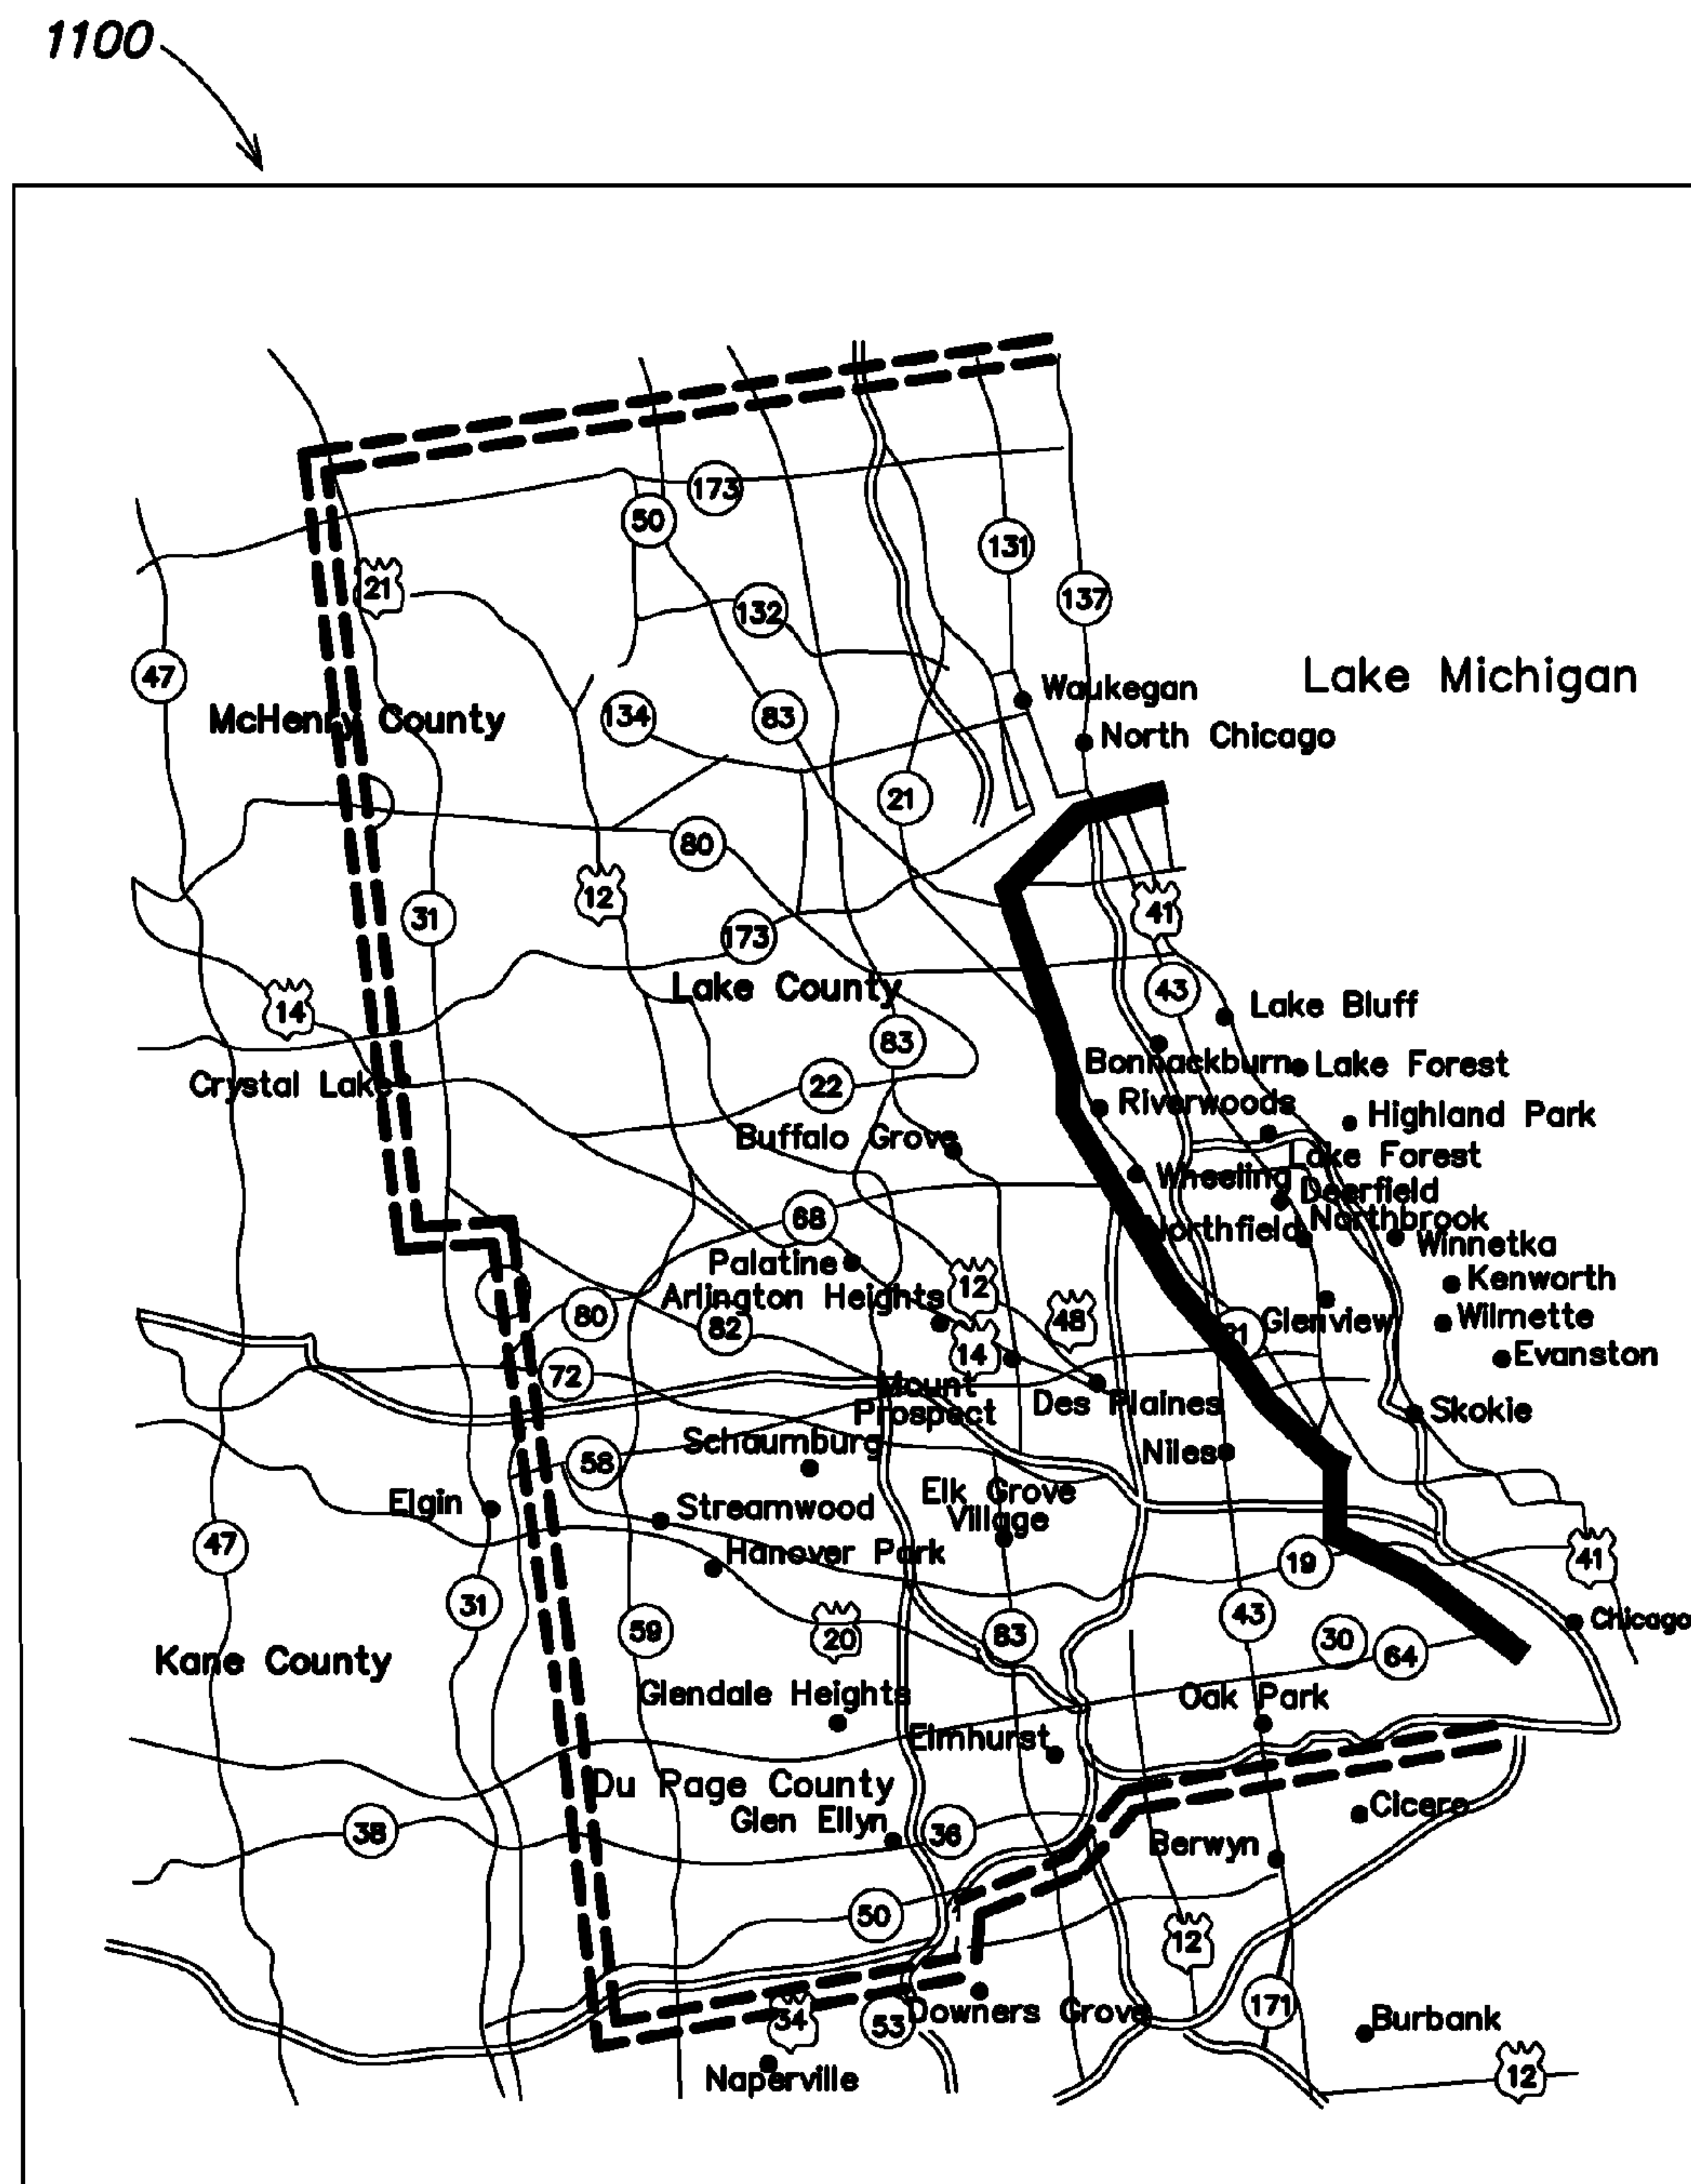 1100
173
50
131
21
132
137
47
Lake Michigan
Waukegan
McHenry County
134
83
North Chicago
21
80
12
31
41
173
Lake County
43
14
Lake Bluff
83
Bonnackburn
Lake Forest
Crystal Lake
22
Riverwoods
Highland Park
Buffalo Grove
Lake Forest
Wheeling
Deerfield
68
Northfield
Northbrook
Winnetka
Palatine
12
Kenworth
Arlington Heights
80
82
48
Glenview
Wilmette
14
Evanston
72
Mount
Prospect
Des Plaines
Skokie
Schaumburg
Niles
58
Elgin
Streamwood
Elk Grove
Village
47
Hanover Park
19
41
31
59
20
83
43
30
64
Chicago
Kane County
Glendale Heights
Oak Park
Elmhurst
Du Page County
Cicero
38
Glen Ellyn
36
Berwyn
50
12
34
53
Downers Grove
171
Burbank
Naperville
12